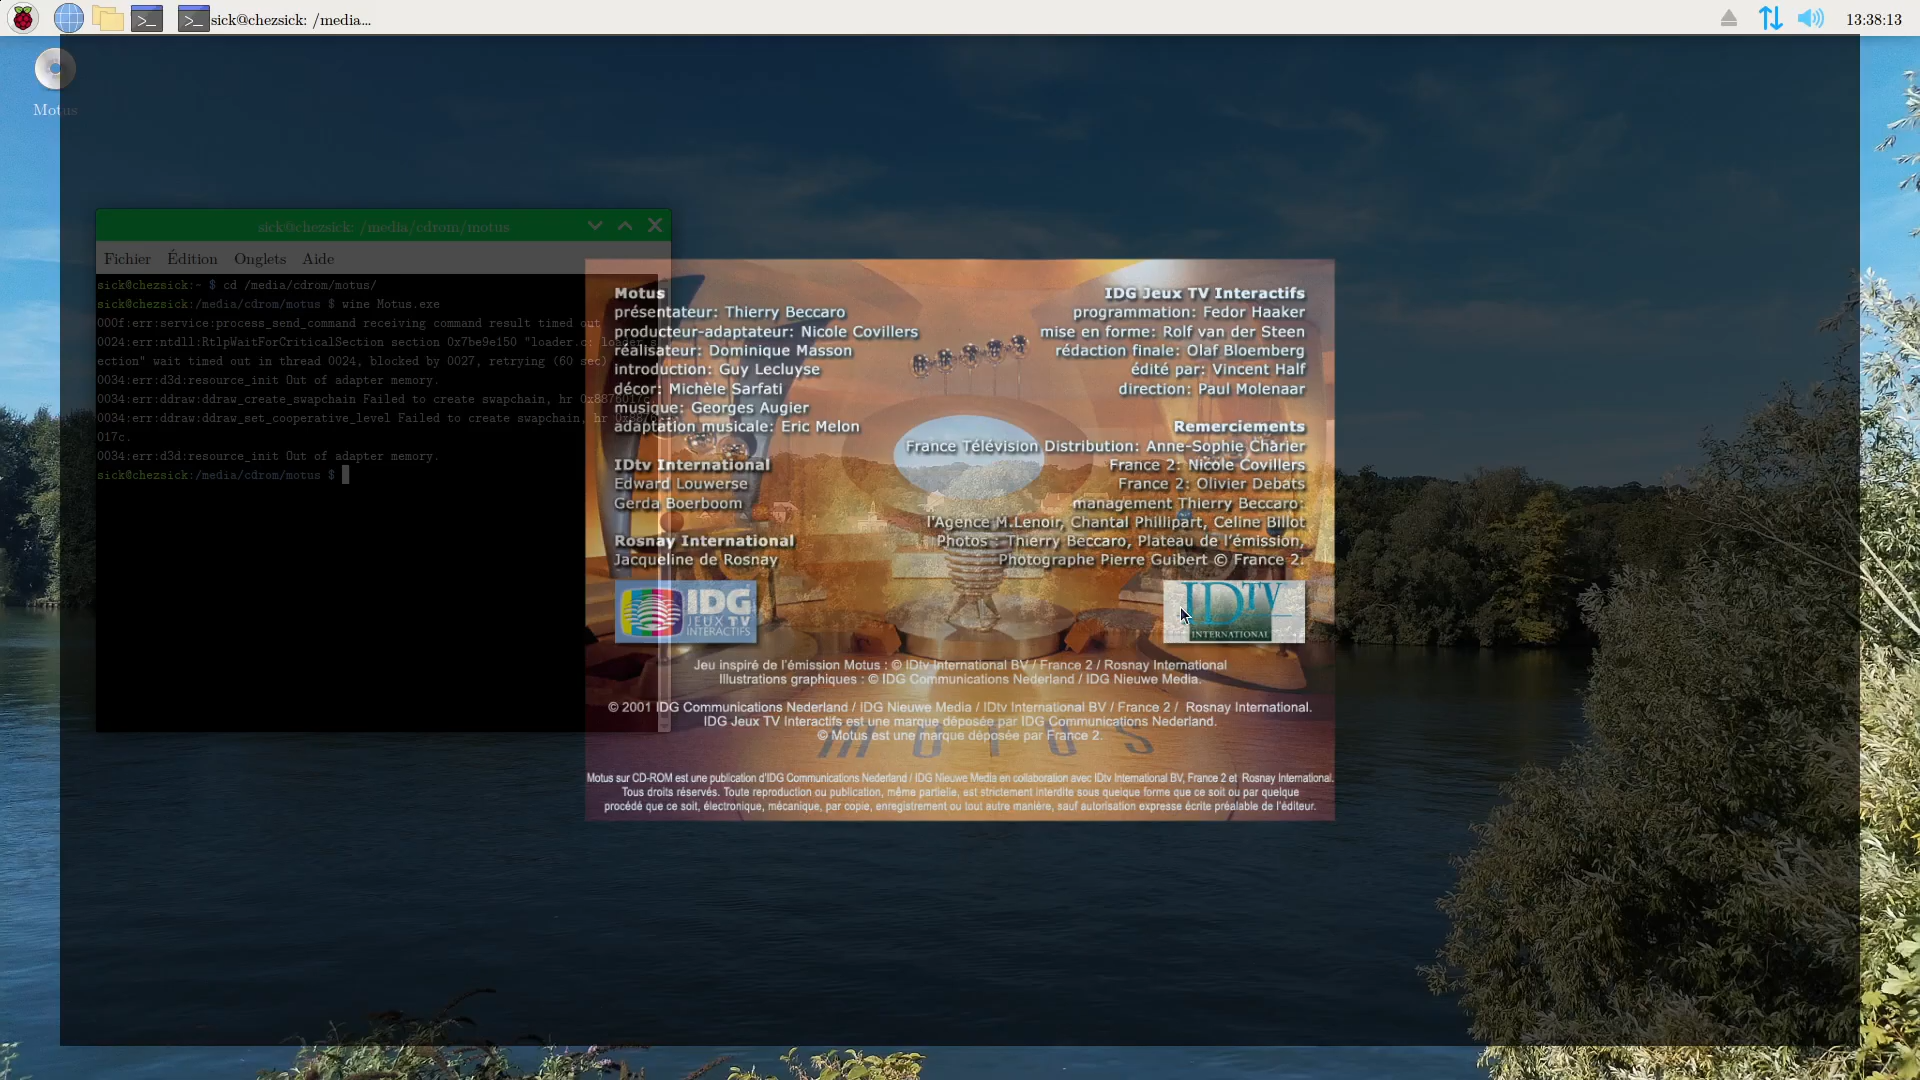 sick@chezsick: /media...
13:38:13
Motus
sick@chezsick: /media/cdrom/motus
Fichier Édition Onglets Aide
sick@chezsick:~ $ cd /media/cdrom/motus/
sick@chezsick:/media/cdrom/motus $ wine Motus.exe
000f:err:service:process_send_command receiving command result timed out
0024:err:ntdll:RtlpWaitForCriticalSection section 0x7be9e150 "loader.c: loader_s
ection" wait timed out in thread 0024, blocked by 0027, retrying (60 sec)
0034:err:d3d:resource_init Out of adapter memory.
0034:err:ddraw:ddraw_create_swapchain Failed to create swapchain, hr 0x8876017c.
0034:err:ddraw:ddraw_set_cooperative_level Failed to create swapchain, hr 0x8876
017c.
0034:err:d3d:resource_init Out of adapter memory.
sick@chezsick:/media/cdrom/motus $
Motus
présentateur: Thierry Beccaro
producteur-adaptateur: Nicole Covillers
réalisateur: Dominique Masson
introduction: Guy Lecluyse
décor: Michèle Sarfati
musique: Georges Augier
adaptation musicale: Eric Melon
IDtv International
Edward Louwerse
Gerda Boerboom
Rosnay International
Jacqueline de Rosnay
IDG Jeux TV Interactifs
programmation: Fedor Haaker
mise en forme: Rolf van der Steen
rédaction finale: Olaf Bloemberg
édité par: Vincent Half
direction: Paul Molenaar
Remerciements
France Télévision Distribution: Anne-Sophie Charier
France 2: Nicole Covillers
France 2: Olivier Debats
management Thierry Beccaro:
l'Agence M.Lenoir, Chantal Phillipart, Celine Billot
Photos : Thierry Beccaro, Plateau de l'émission,
Photographe Pierre Guibert © France 2.
IDG
JEUX TV
INTERACTIFS
IDTV
INTERNATIONAL
Jeu inspiré de l'émission Motus : © IDtv International BV / France 2 / Rosnay International
Illustrations graphiques : © IDG Communications Nederland / IDG Nieuwe Media.
© 2001 IDG Communications Nederland / IDG Nieuwe Media / IDtv International BV / France 2 / Rosnay International.
IDG Jeux TV Interactifs est une marque déposée par IDG Communications Nederland.
© Motus est une marque déposée par France 2.
MOTUS
Motus sur CD-ROM est une publication d'IDG Communications Nederland / IDG Nieuwe Media en collaboration avec IDtv International BV, France 2 et Rosnay International.
Tous droits réservés. Toute reproduction ou publication, même partielle, est strictement interdite sous quelque forme que ce soit ou par quelque
procédé que ce soit, électronique, mécanique, par copie, enregistrement ou tout autre manière, sauf autorisation expresse écrite préalable de l'éditeur.